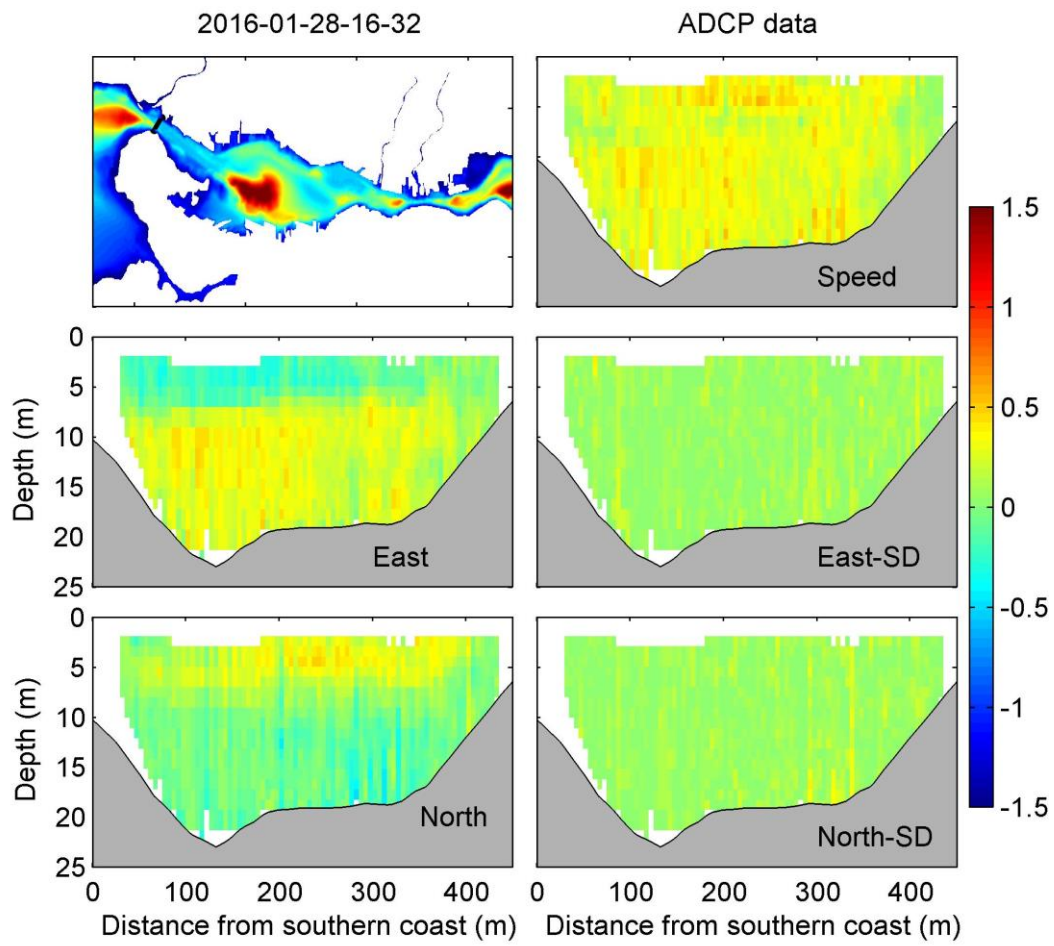 2016-01-28-16-32
ADCP data
Speed
1.5
1
0.5
0
-0.5
-1
-1.5
0
5
10
15
20
25
Depth (m)
East
East-SD
0
5
10
15
20
25
Depth (m)
North
North-SD
0 100 200 300 400
0 100 200 300 400
Distance from southern coast (m)
Distance from southern coast (m)